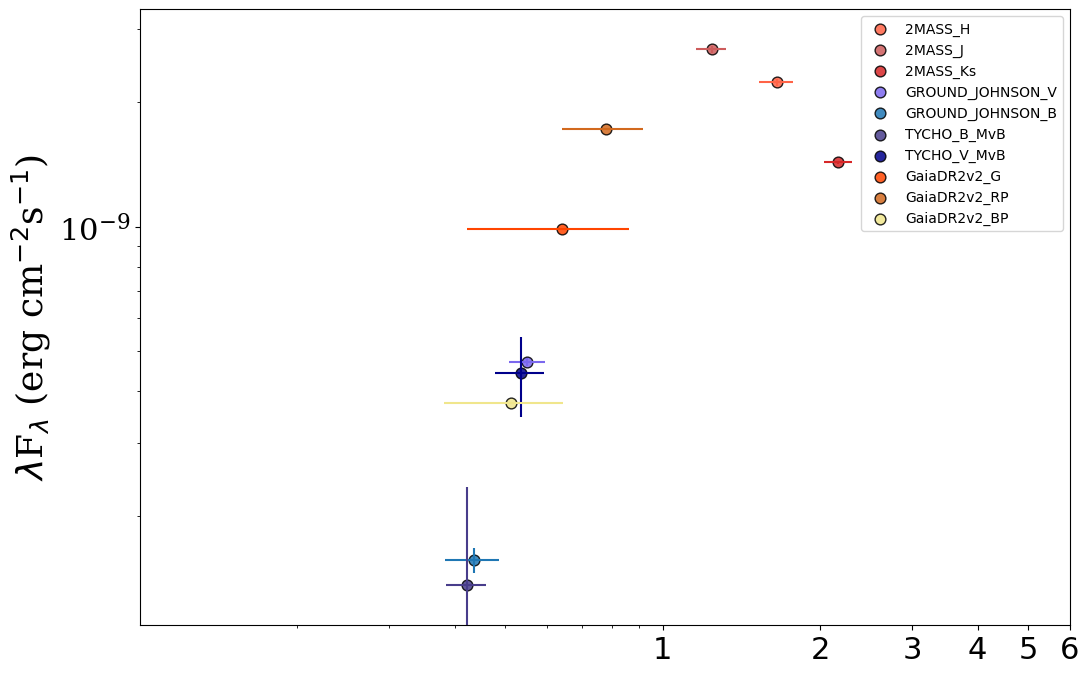 λF_λ (erg cm⁻²s⁻¹)
10⁻⁹
2MASS_H
2MASS_J
2MASS_Ks
GROUND_JOHNSON_V
GROUND_JOHNSON_B
TYCHO_B_MvB
TYCHO_V_MvB
GaiaDR2v2_G
GaiaDR2v2_RP
GaiaDR2v2_BP
1 2 3 4 5 6